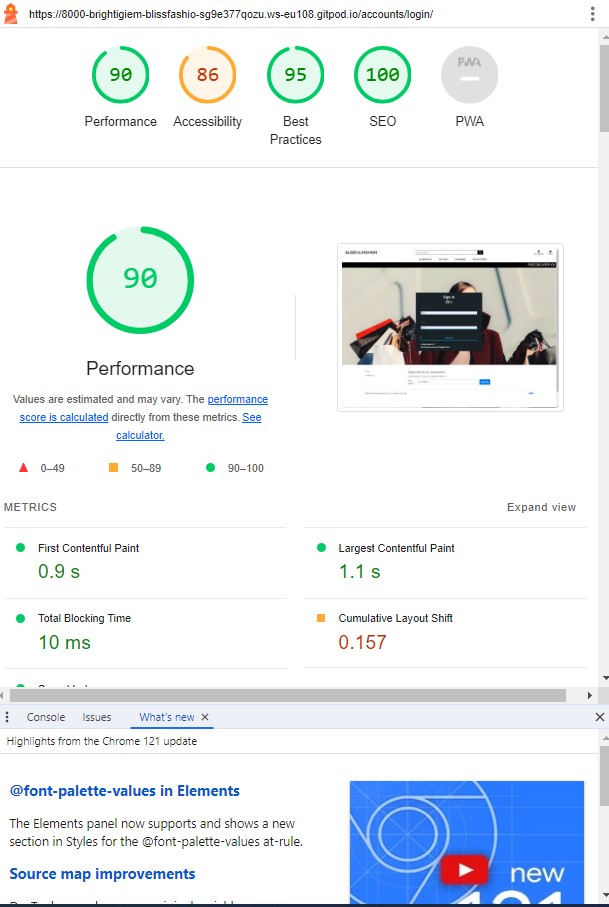 https://8000-brightigiem-blissfashio-sg9e377qozu.ws-eu108.gitpod.io/accounts/login/
90
86
95
100
PWA
Performance
Accessibility
Best
Practices
SEO
PWA
90
Performance
Values are estimated and may vary. The performance
score is calculated directly from these metrics. See
calculator.
0–49
50–89
90–100
METRICS
Expand view
First Contentful Paint
0.9 s
Largest Contentful Paint
1.1 s
Total Blocking Time
10 ms
Cumulative Layout Shift
0.157
Console
Issues
What's new
Highlights from the Chrome 121 update
@font-palette-values in Elements
The Elements panel now supports and shows a new
section in Styles for the @font-palette-values at-rule.
Source map improvements
new
121